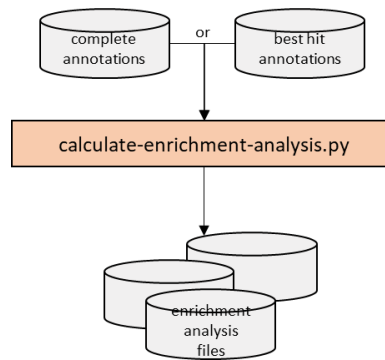 complete
annotations
or
best hit
annotations
calculate-enrichment-analysis.py
enrichment
analysis
files